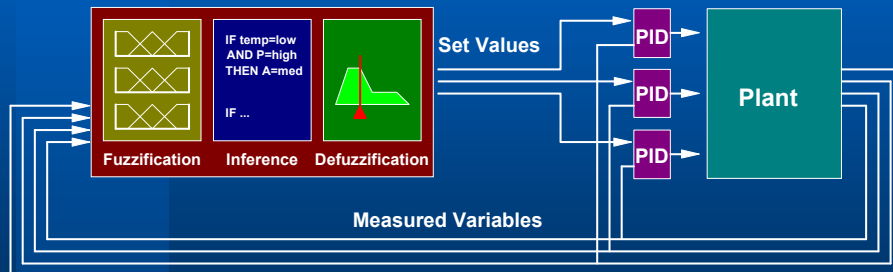 IF temp=low
AND P=high
THEN A=med
IF ...
Fuzzification
Inference
Defuzzification
Set Values
PID
PID
PID
Plant
Measured Variables